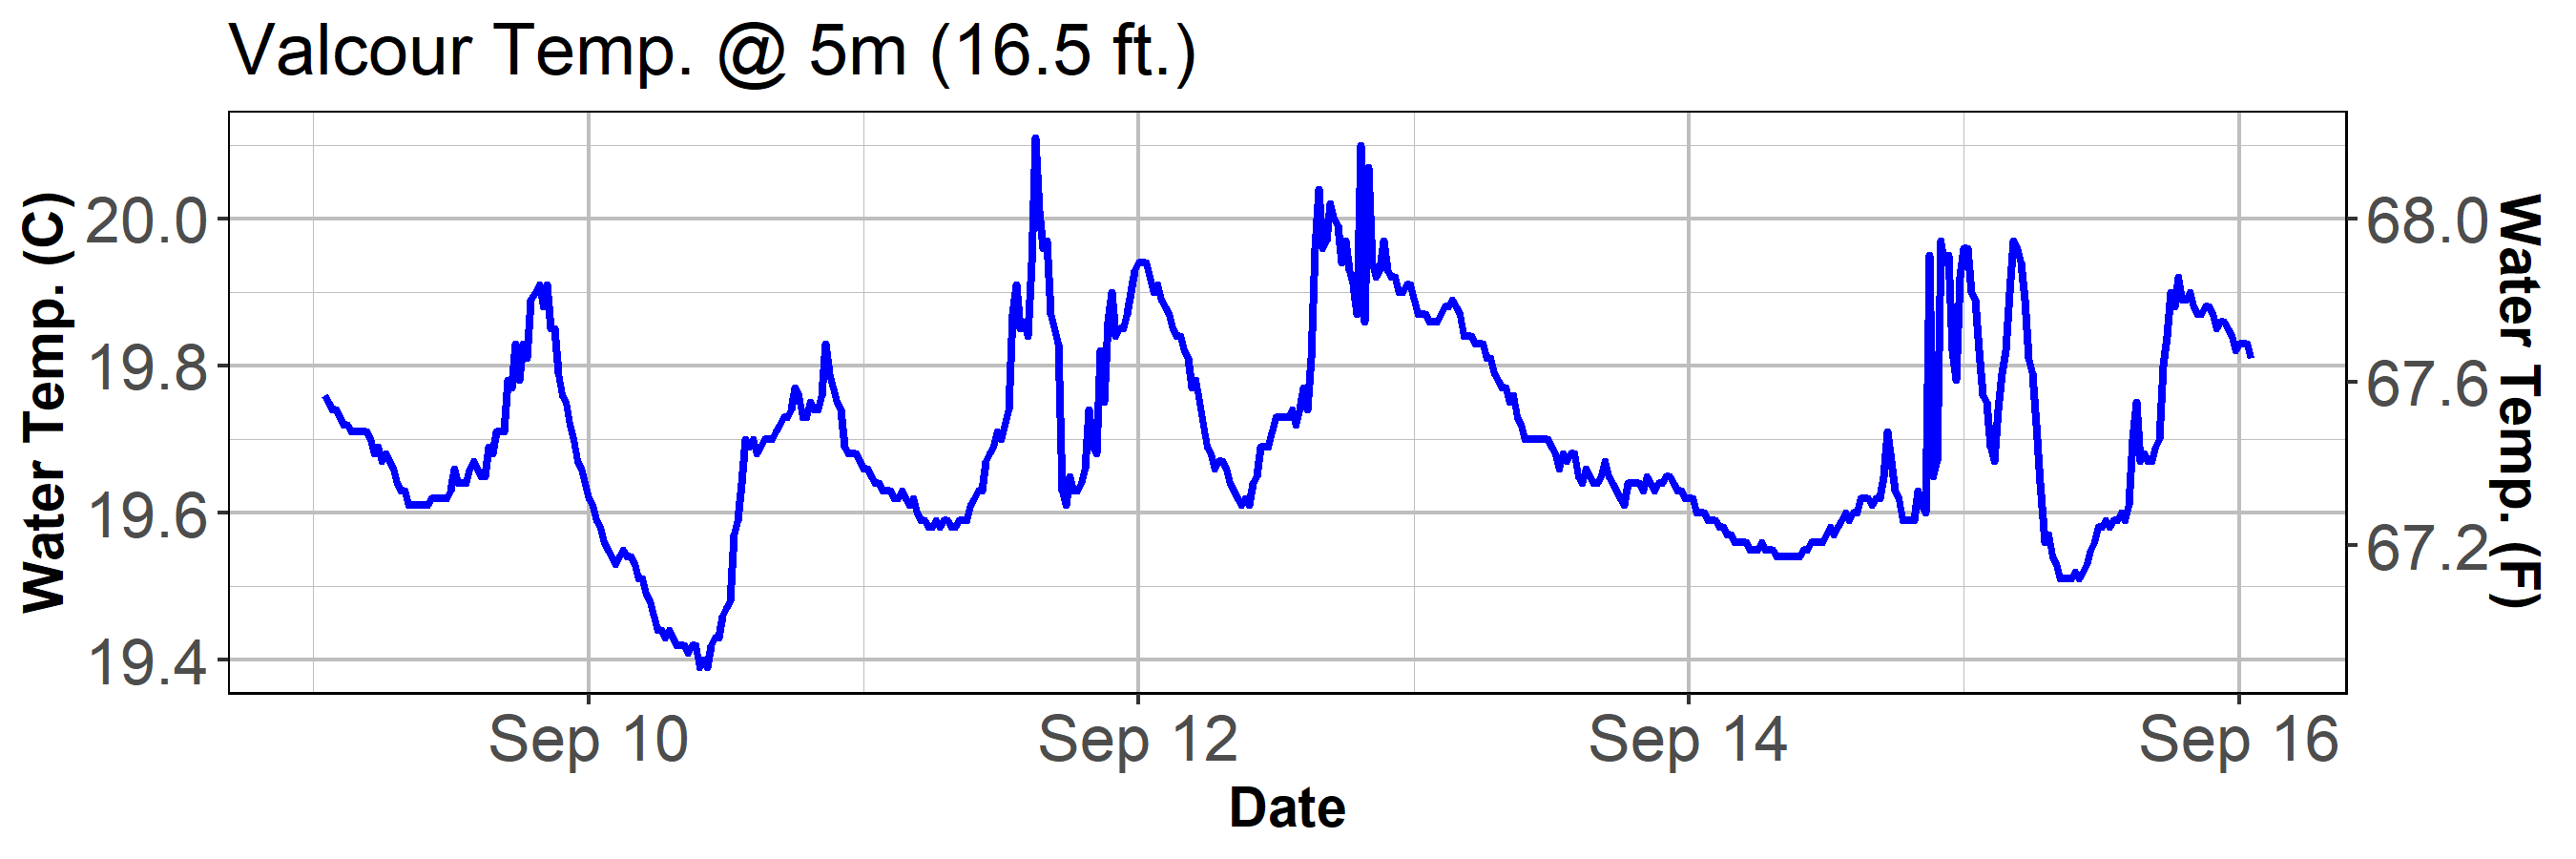 Valcour Temp. @ 5m (16.5 ft.)
Water Temp. (C)
20.0
19.8
19.6
19.4
68.0
67.6
67.2
Water Temp. (F)
Sep 10
Sep 12
Sep 14
Sep 16
Date